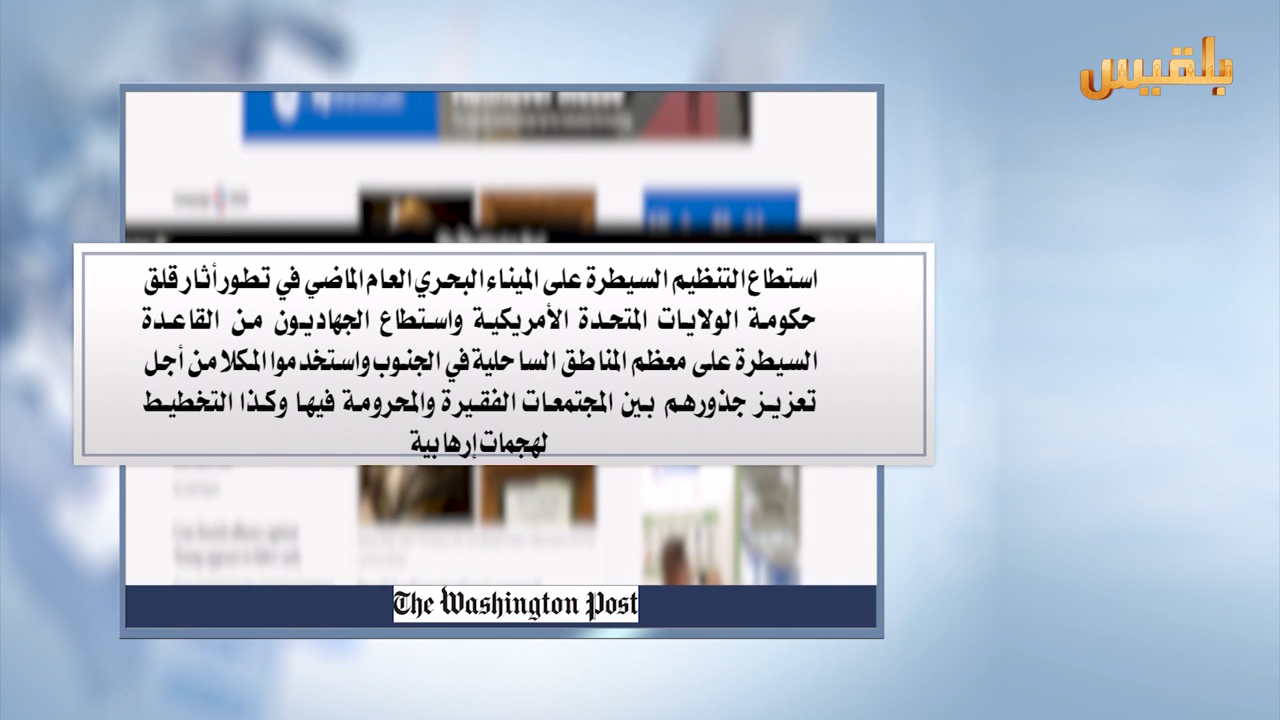 بلقيس
استطاع التنظيم السيطرة على الميناء البحري العام الماضي في تطور أثار قلق
حكومة الولايات المتحدة الأمريكية واستطاع الجهاديون من القاعدة
السيطرة على معظم المناطق الساحلية في الجنوب واستخدموا المكلا من أجل
تعزيز جذورهم بين المجتمعات الفقيرة والمحرومة فيها وكذا التخطيط
لهجمات إرهابية
The Washington Post